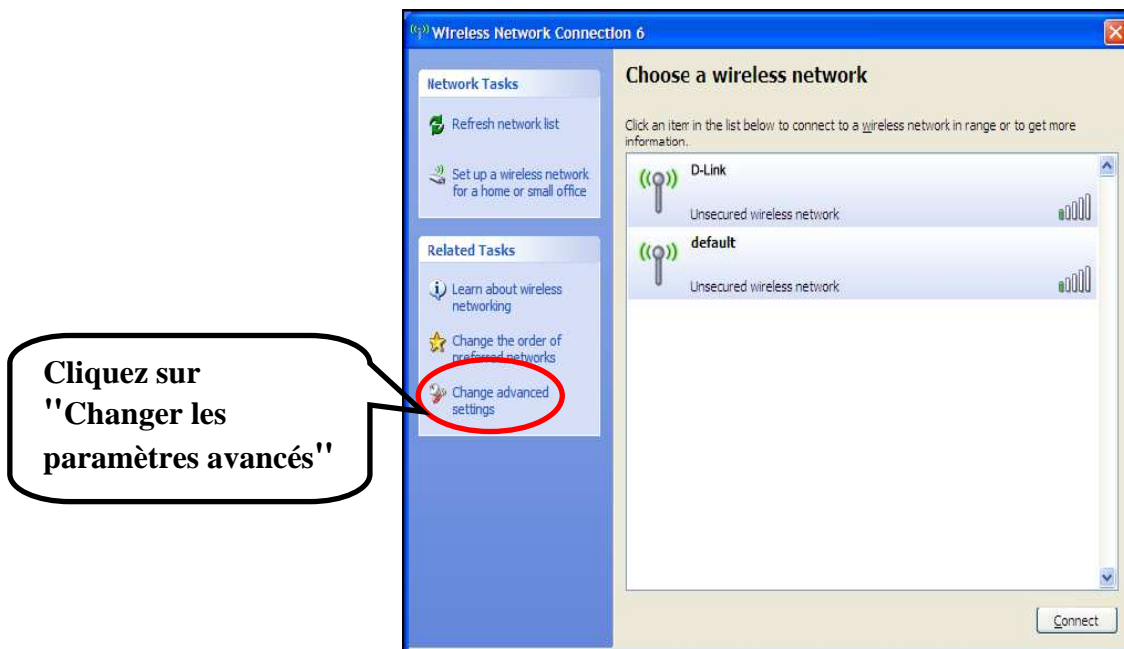 Wireless Network Connection 6
Network Tasks
Refresh network list
Set up a wireless network
for a home or small office
Related Tasks
Learn about wireless
networking
Change the order of
preferred networks
Change advanced
settings
Choose a wireless network
Click an item in the list below to connect to a wireless network in range or to get more
information.
D-Link
Unsecured wireless network
default
Unsecured wireless network
Connect
Cliquez sur
"Changer les
paramètres avancés"